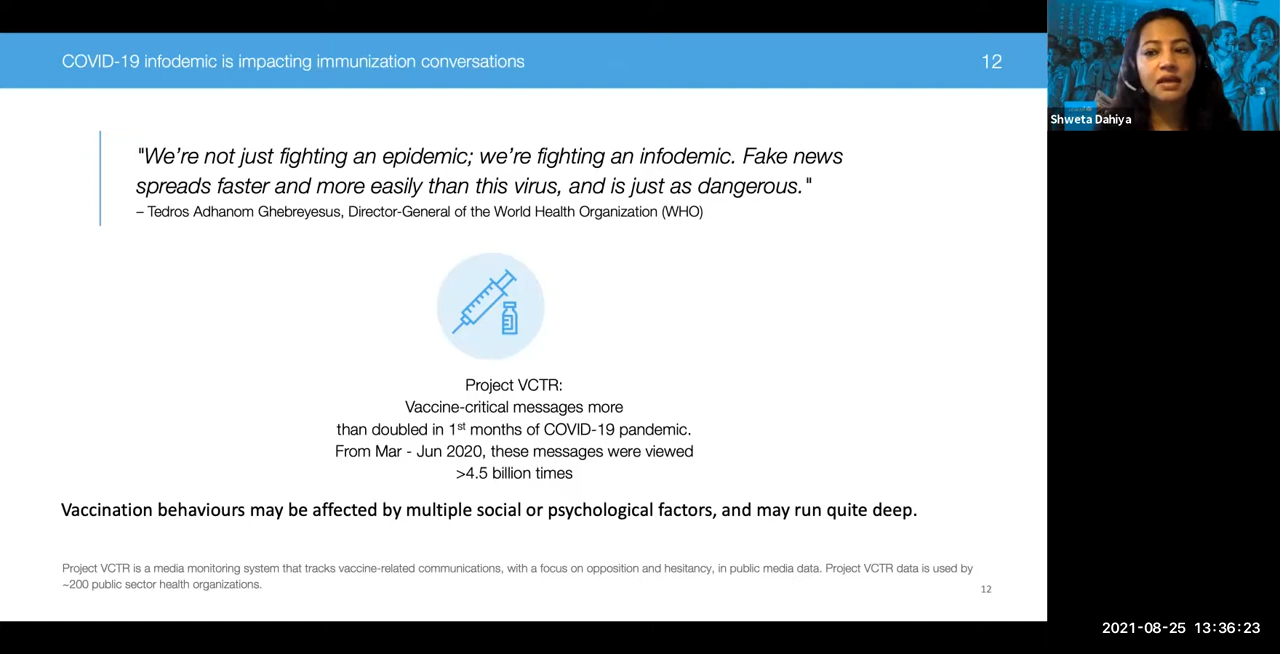 COVID-19 infodemic is impacting immunization conversations
12
Shweta Dahiya
"We’re not just fighting an epidemic; we’re fighting an infodemic. Fake news
spreads faster and more easily than this virus, and is just as dangerous."
– Tedros Adhanom Ghebreyesus, Director-General of the World Health Organization (WHO)
Project VCTR:
Vaccine-critical messages more
than doubled in 1st months of COVID-19 pandemic.
From Mar - Jun 2020, these messages were viewed
>4.5 billion times
Vaccination behaviours may be affected by multiple social or psychological factors, and may run quite deep.
Project VCTR is a media monitoring system that tracks vaccine-related communications, with a focus on opposition and hesitancy, in public media data. Project VCTR data is used by
~200 public sector health organizations.
12
2021-08-25 13:36:23